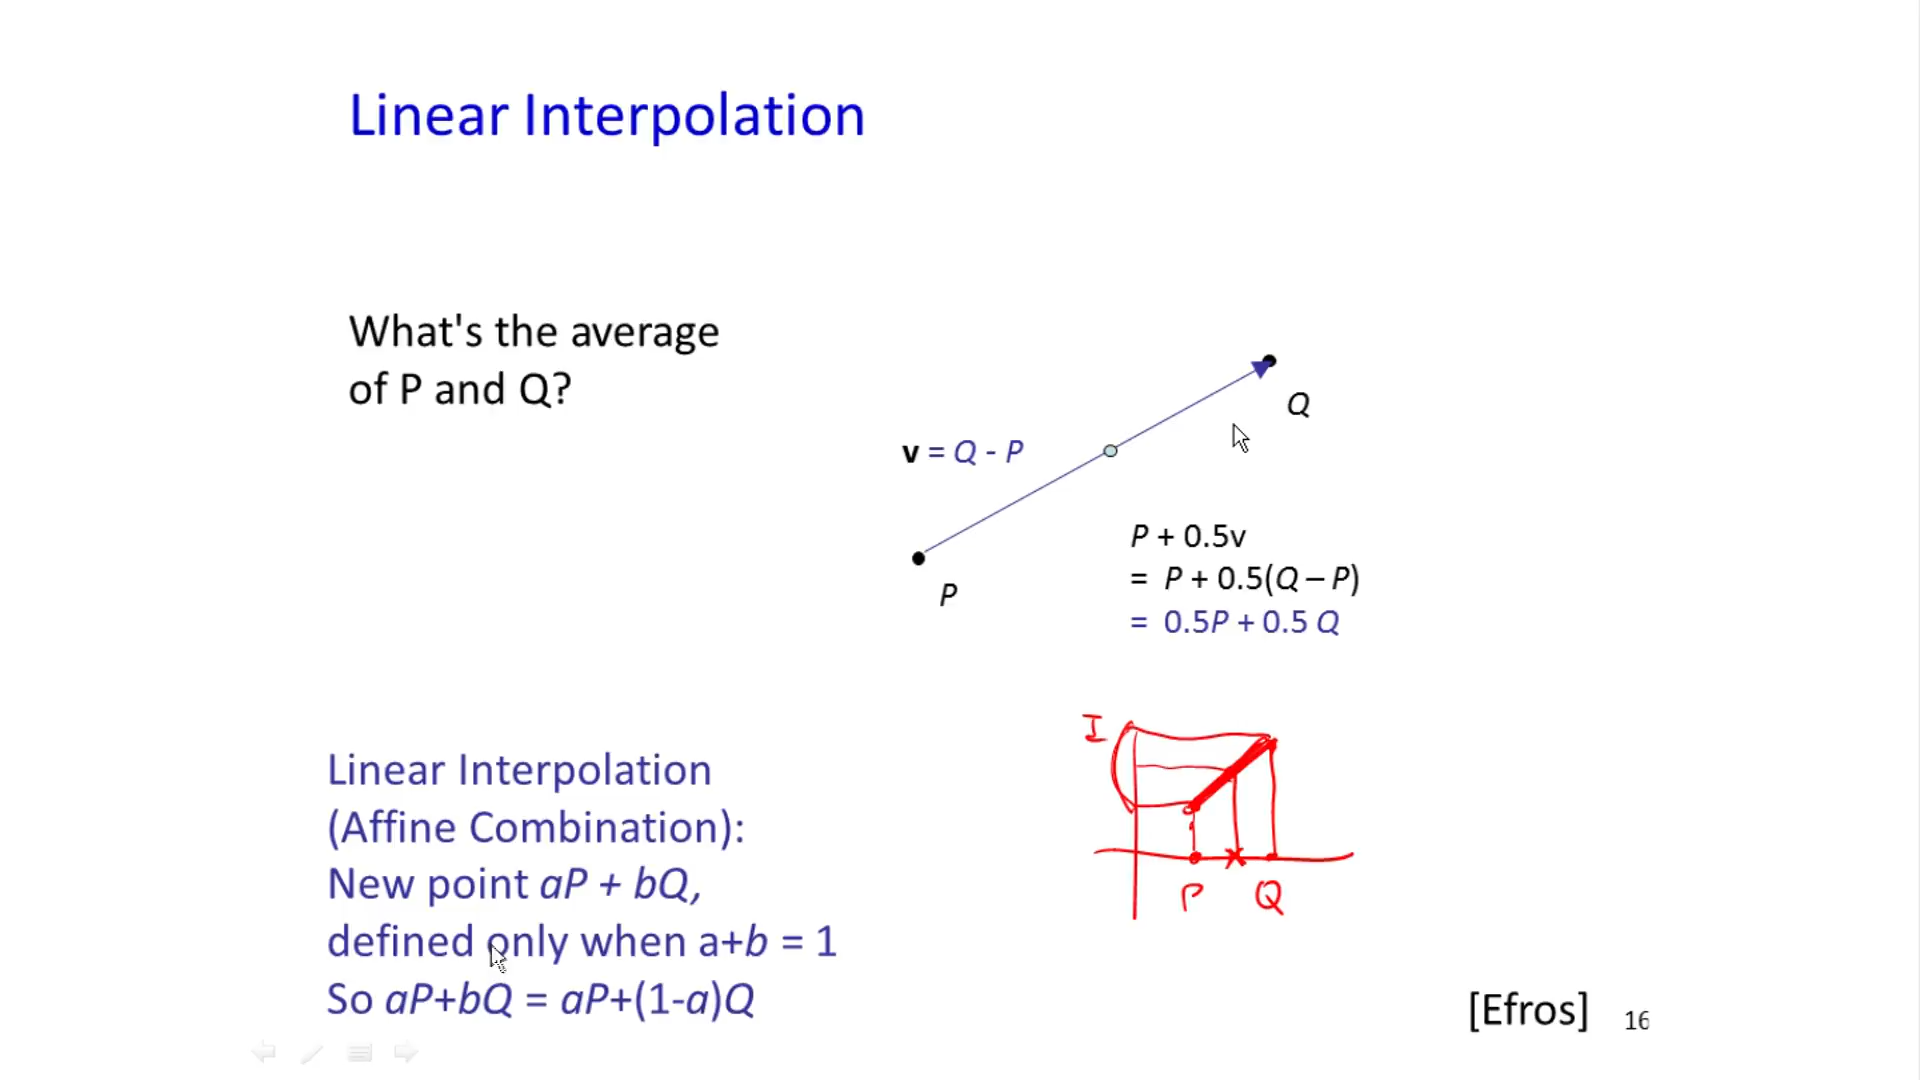 Linear Interpolation
What's the average
of P and Q?
Q
v = Q - P
P
P + 0.5v
= P + 0.5(Q – P)
= 0.5P + 0.5 Q
I
P Q
Linear Interpolation
(Affine Combination):
New point aP + bQ,
defined only when a+b = 1
So aP+bQ = aP+(1-a)Q
[Efros] 16